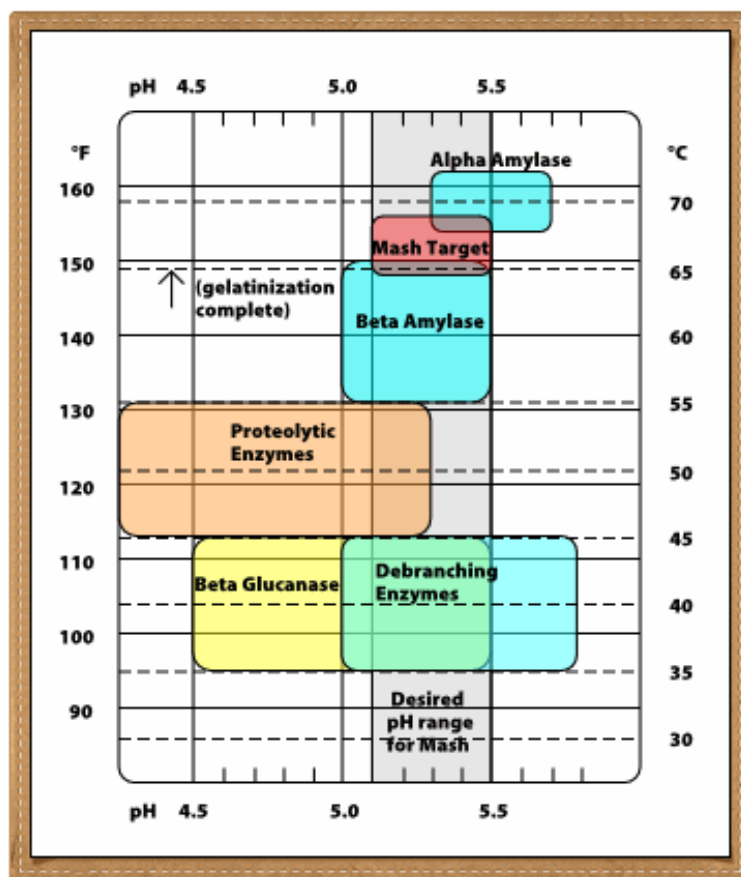 pH 4.5 5.0 5.5
°F °C
Alpha Amylase
160 70
Mash Target
150 65
(gelatinization
complete)
Beta Amylase
140 60
130 55
Proteolytic
Enzymes
120 50
110 45
Debranching
Enzymes
Beta Glucanase
40
100
35
Desired
pH range
for Mash
90
30
pH 4.5 5.0 5.5